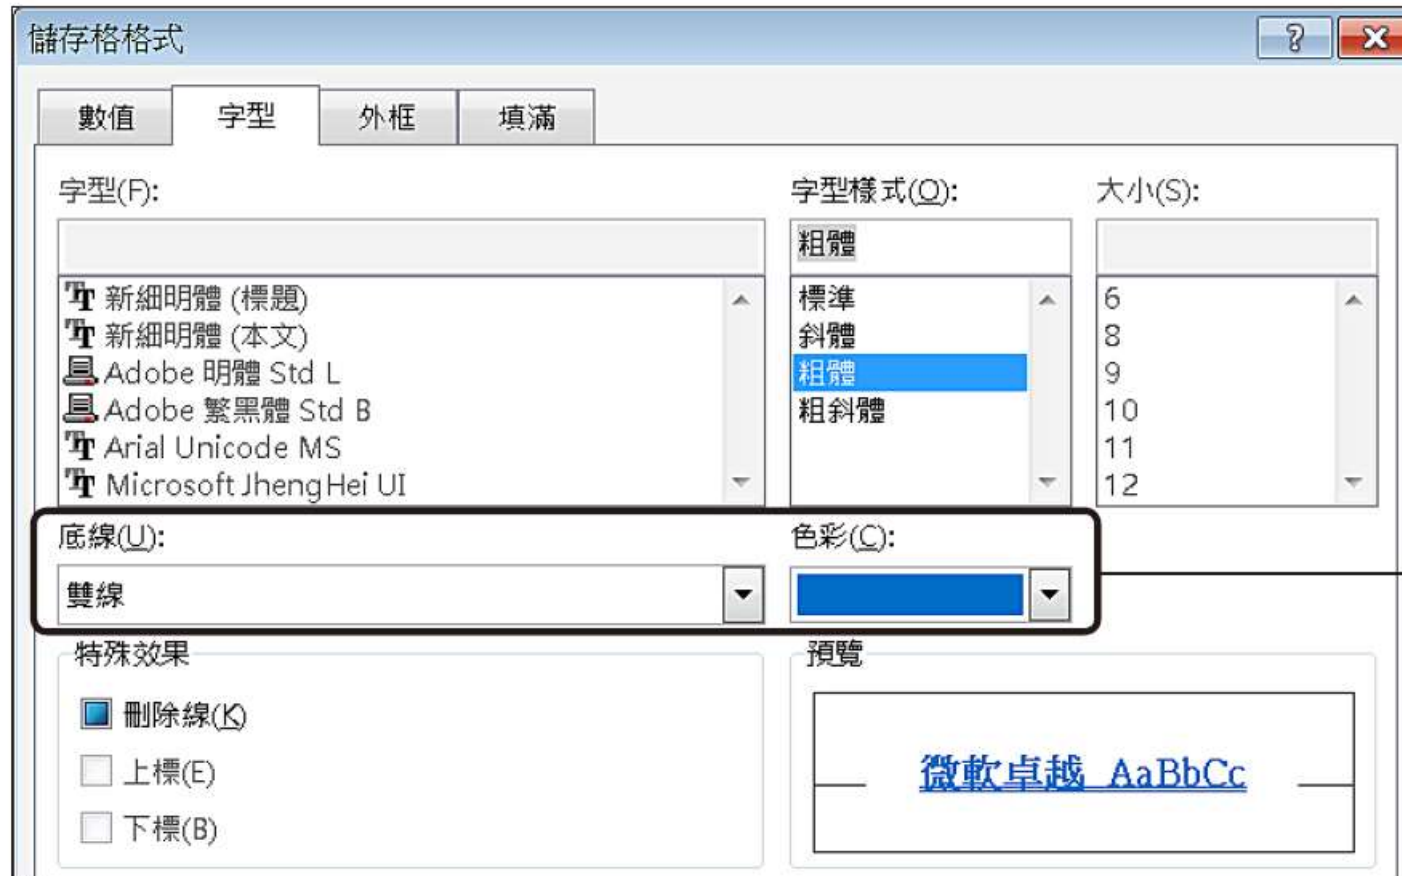 儲存格格式
數值 字型 外框 填滿
字型(F): 字型樣式(O): 大小(S):
粗體
新細明體 (標題) 標準 6
新細明體 (本文) 斜體 8
Adobe 明體 Std L 粗體 9
Adobe 繁黑體 Std B 粗斜體 10
Arial Unicode MS 11
Microsoft JhengHei UI 12
底線(U): 色彩(C):
雙線
特殊效果 預覽
刪除線(K)
上標(E) 微軟卓越 AaBbCc
下標(B)